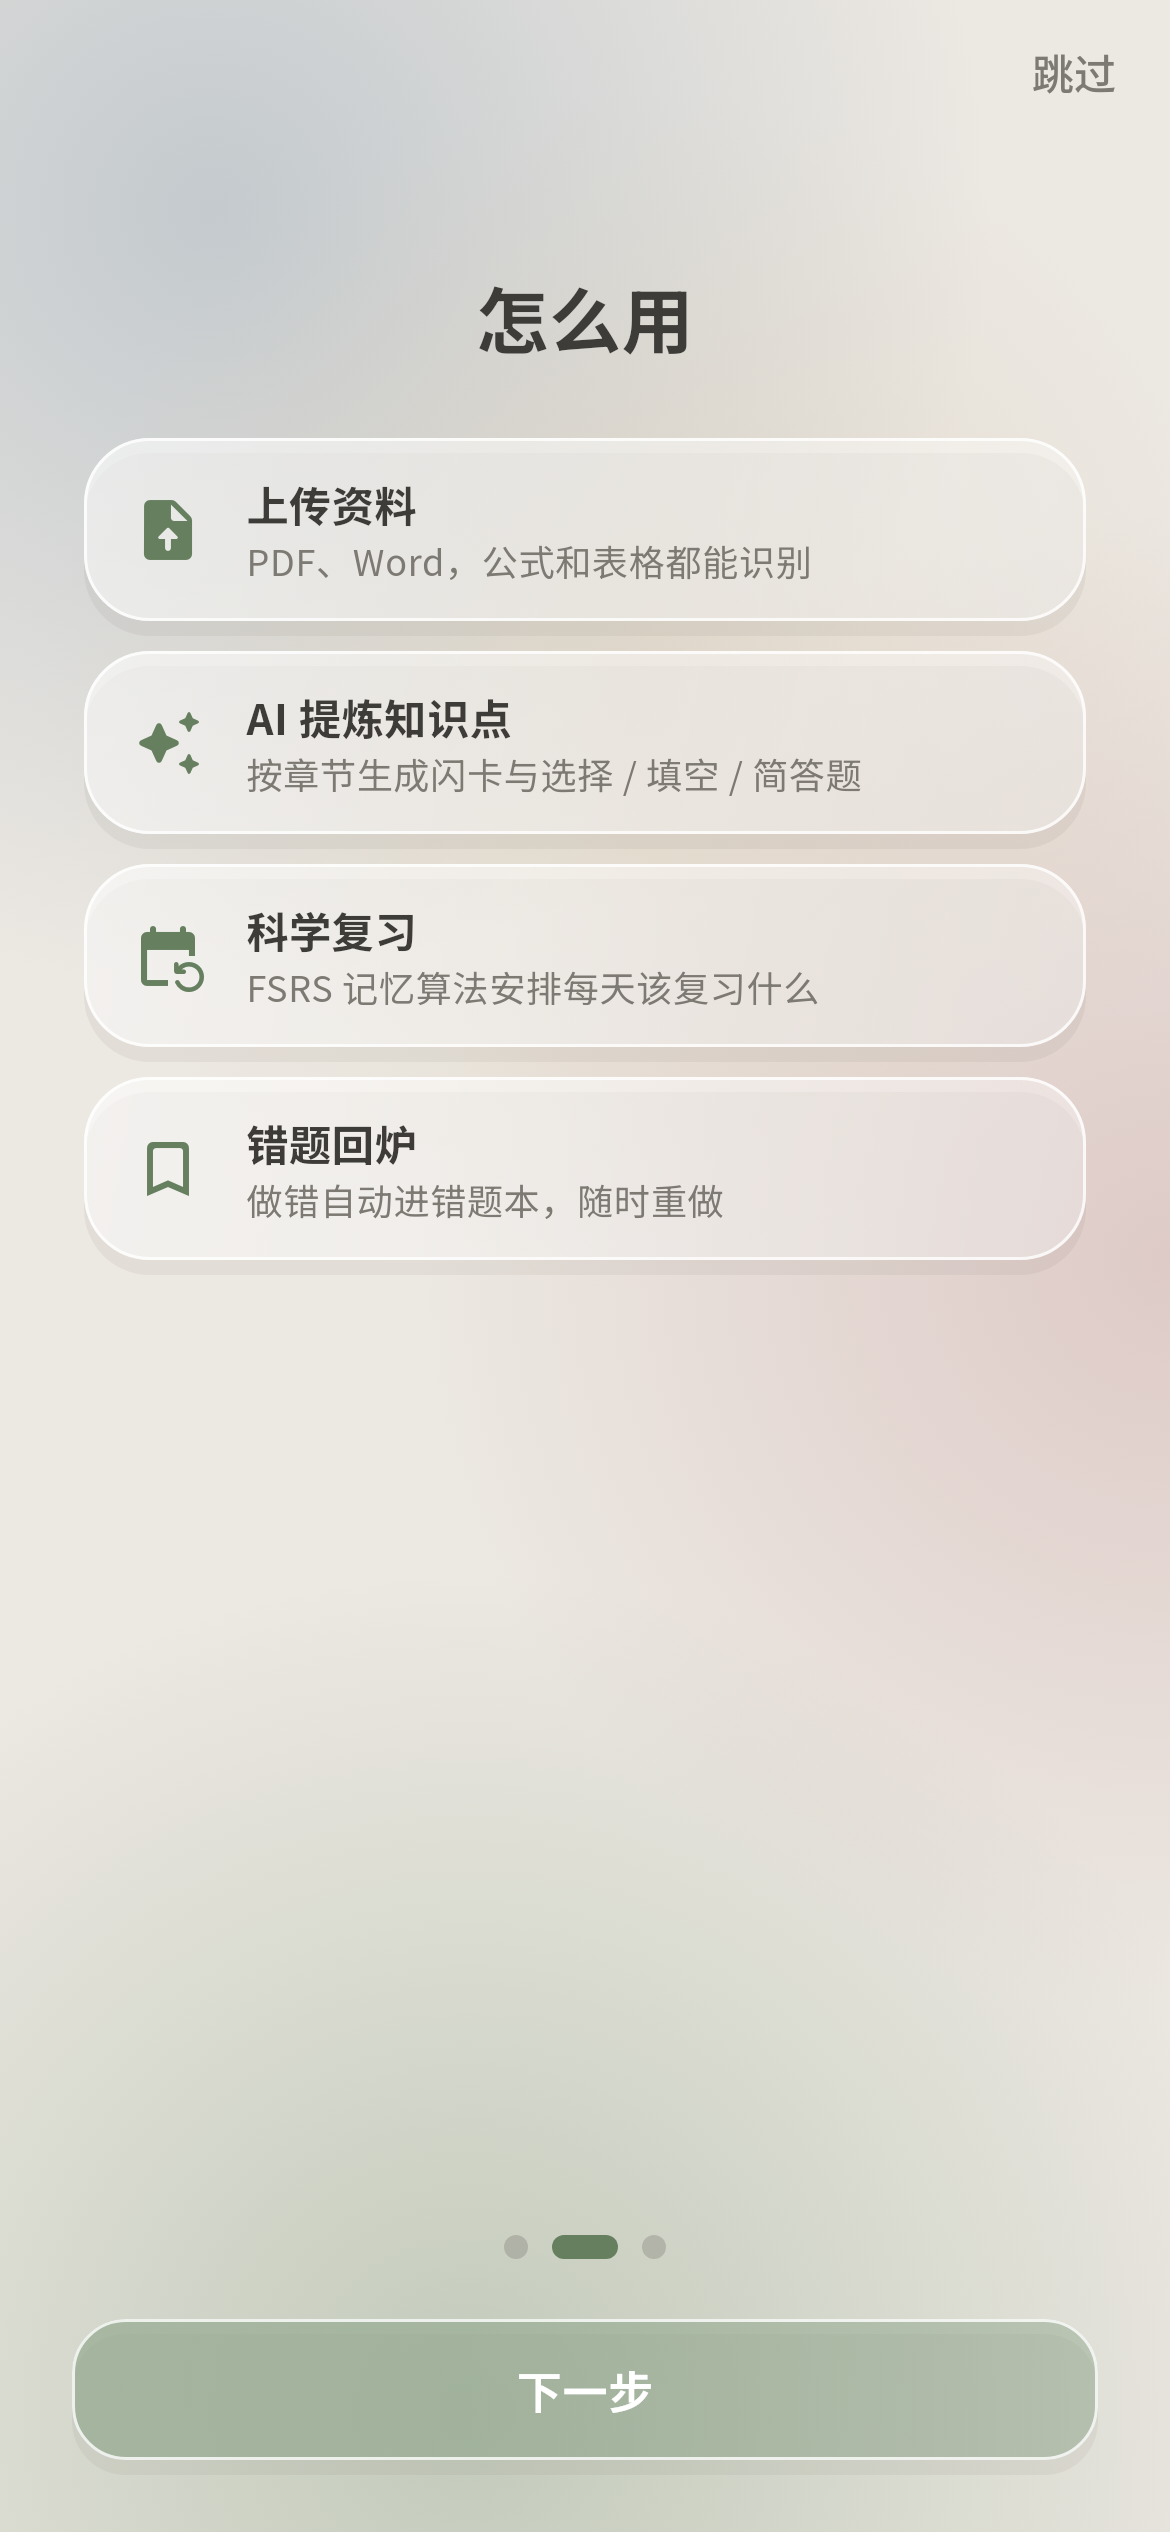 跳过
怎么用
上传资料
PDF、Word，公式和表格都能识别
AI 提炼知识点
按章节生成闪卡与选择 / 填空 / 简答题
科学复习
FSRS 记忆算法安排每天该复习什么
错题回炉
做错自动进错题本，随时重做
下一步